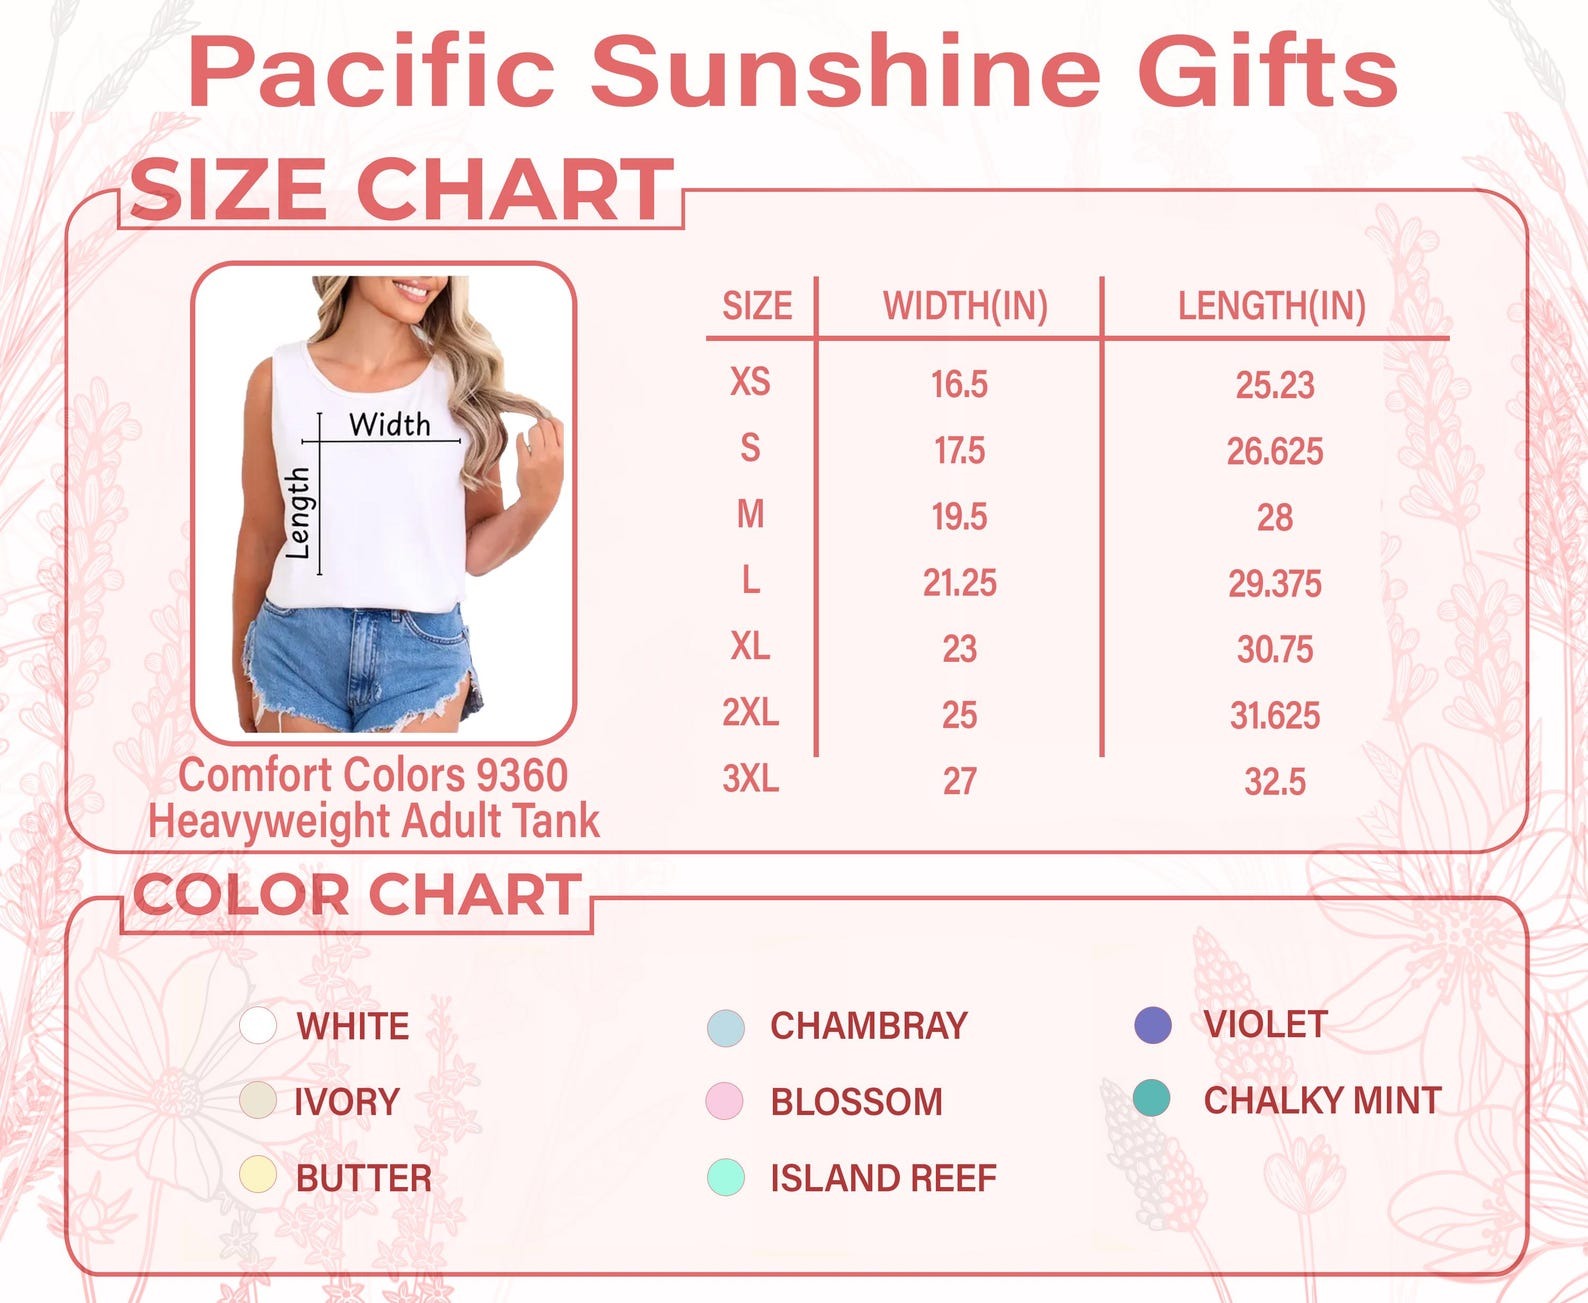 Pacific Sunshine Gifts
SIZE CHART
Width
Length
Comfort Colors 9360
Heavyweight Adult Tank
SIZE WIDTH(IN) LENGTH(IN)
XS 16.5 25.23
S 17.5 26.625
M 19.5 28
L 21.25 29.375
XL 23 30.75
2XL 25 31.625
3XL 27 32.5
COLOR CHART
WHITE CHAMBRAY VIOLET
IVORY BLOSSOM CHALKY MINT
BUTTER ISLAND REEF